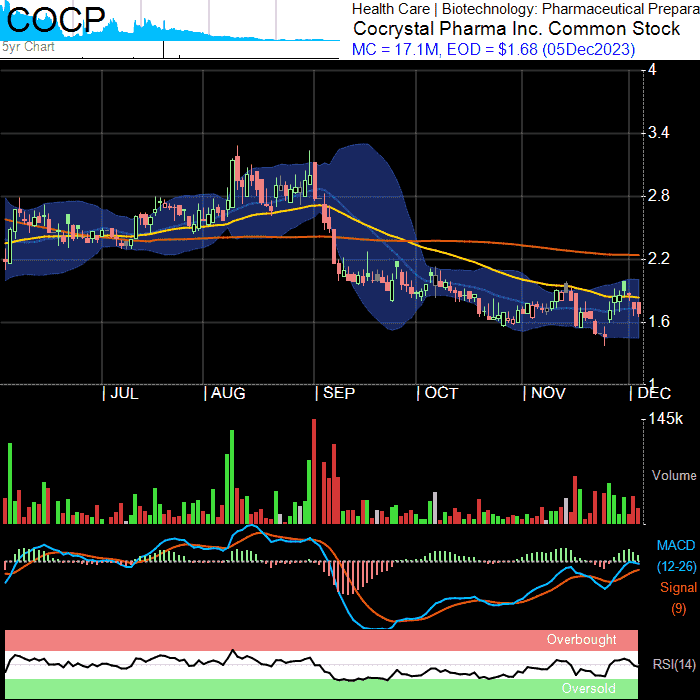 COCP
5yr Chart
Health Care | Biotechnology: Pharmaceutical Prepara
Cocrystal Pharma Inc. Common Stock
MC = 17.1M, EOD = $1.68 (05Dec2023)
4
3.4
2.8
2.2
1.6
1
| JUL | AUG | SEP | OCT | NOV | DEC
145k
Volume
MACD
(12-26)
Signal
(9)
Overbought
RSI(14)
Oversold